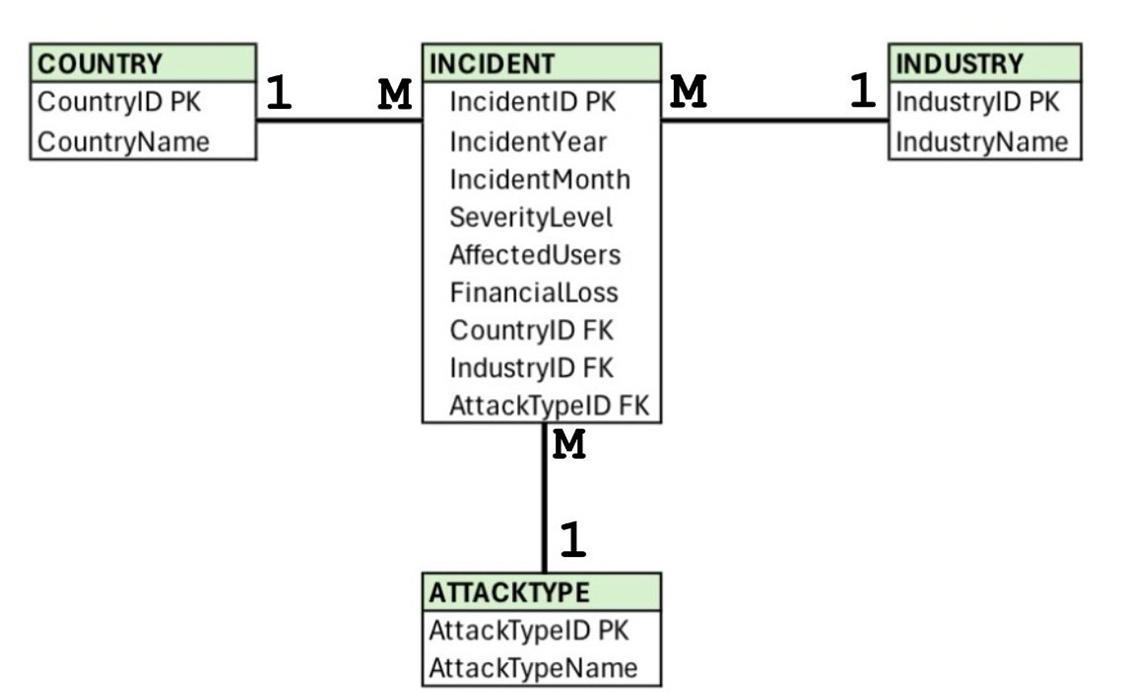 COUNTRY
CountryID PK
CountryName
1
M
INCIDENT
IncidentID PK
IncidentYear
IncidentMonth
SeverityLevel
AffectedUsers
FinancialLoss
CountryID FK
IndustryID FK
AttackTypeID FK
M
1
INDUSTRY
IndustryID PK
IndustryName
M
1
ATTACKTYPE
AttackTypeID PK
AttackTypeName